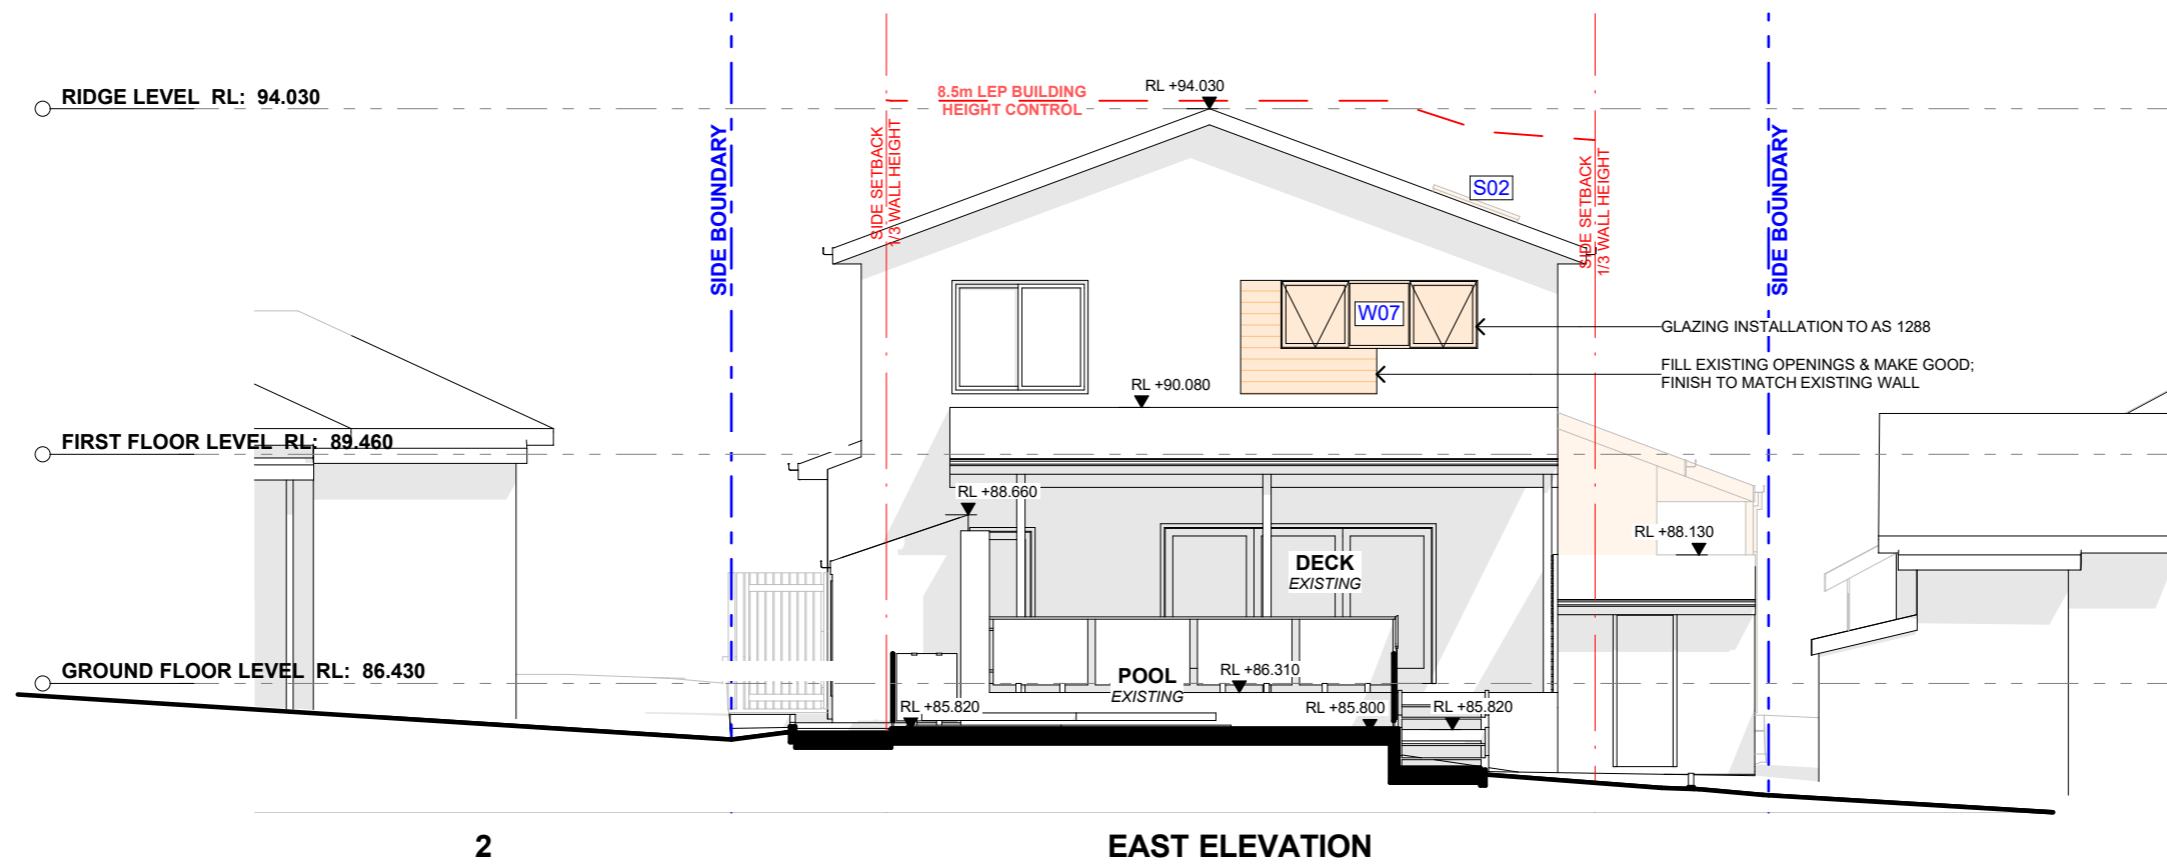 RIDGE LEVEL RL: 94.030
8.5m LEP BUILDING
HEIGHT CONTROL
RL +94.030
SIDE BOUNDARY
SIDE SETBACK
1/3 WALL HEIGHT
SIDE SETBACK
1/3 WALL HEIGHT
SIDE BOUNDARY
S02
W07
GLAZING INSTALLATION TO AS 1288
FILL EXISTING OPENINGS & MAKE GOOD;
FINISH TO MATCH EXISTING WALL
RL +90.080
FIRST FLOOR LEVEL RL: 89.460
RL +88.660
RL +88.130
DECK
EXISTING
GROUND FLOOR LEVEL RL: 86.430
POOL
EXISTING
RL +86.310
RL +85.820
RL +85.800
RL +85.820
2
EAST ELEVATION